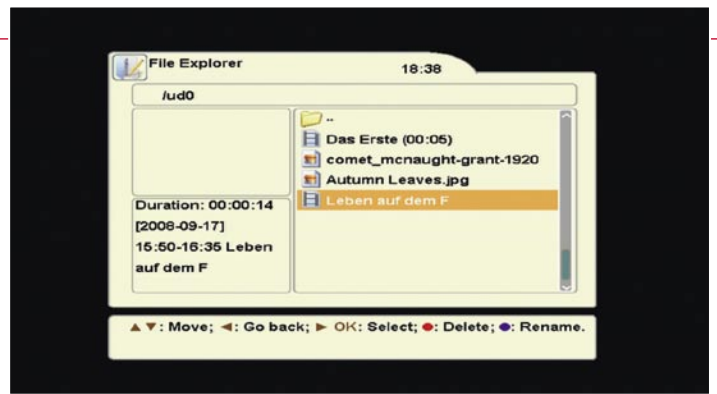 File Explorer
18:38
/ud0
..
Das Erste (00:05)
comet_mcnaught-grant-1920
Autumn Leaves.jpg
Leben auf dem F
Duration: 00:00:14
[2008-09-17]
15:50-16:35 Leben
auf dem F
▲▼: Move; ◄: Go back; ► OK: Select; ●: Delete; ●: Rename.